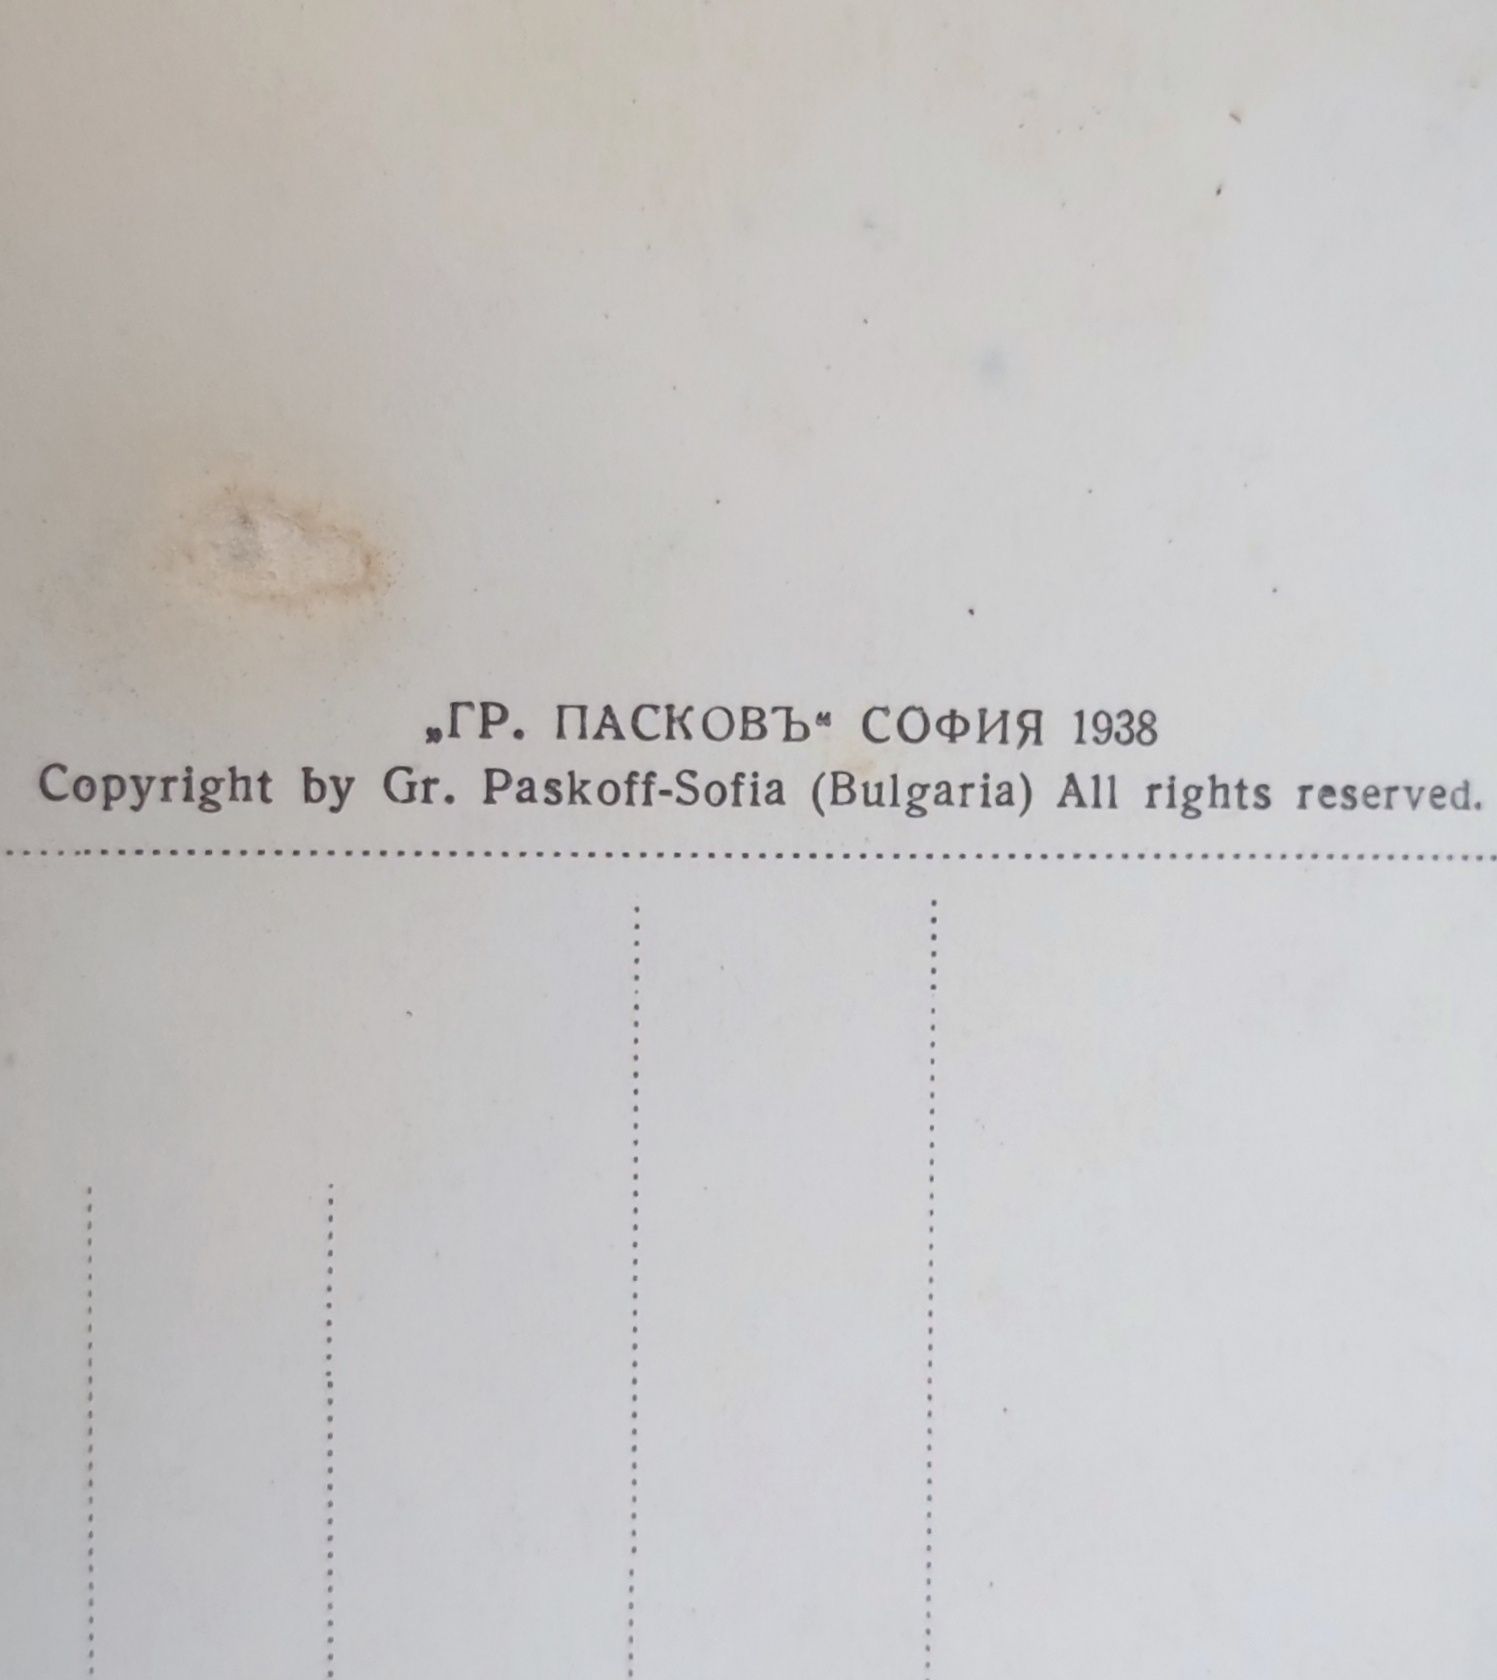 „ГР. ПАСКОВЪ“ СОФИЯ 1938
Copyright by Gr. Paskoff-Sofia (Bulgaria) All rights reserved.